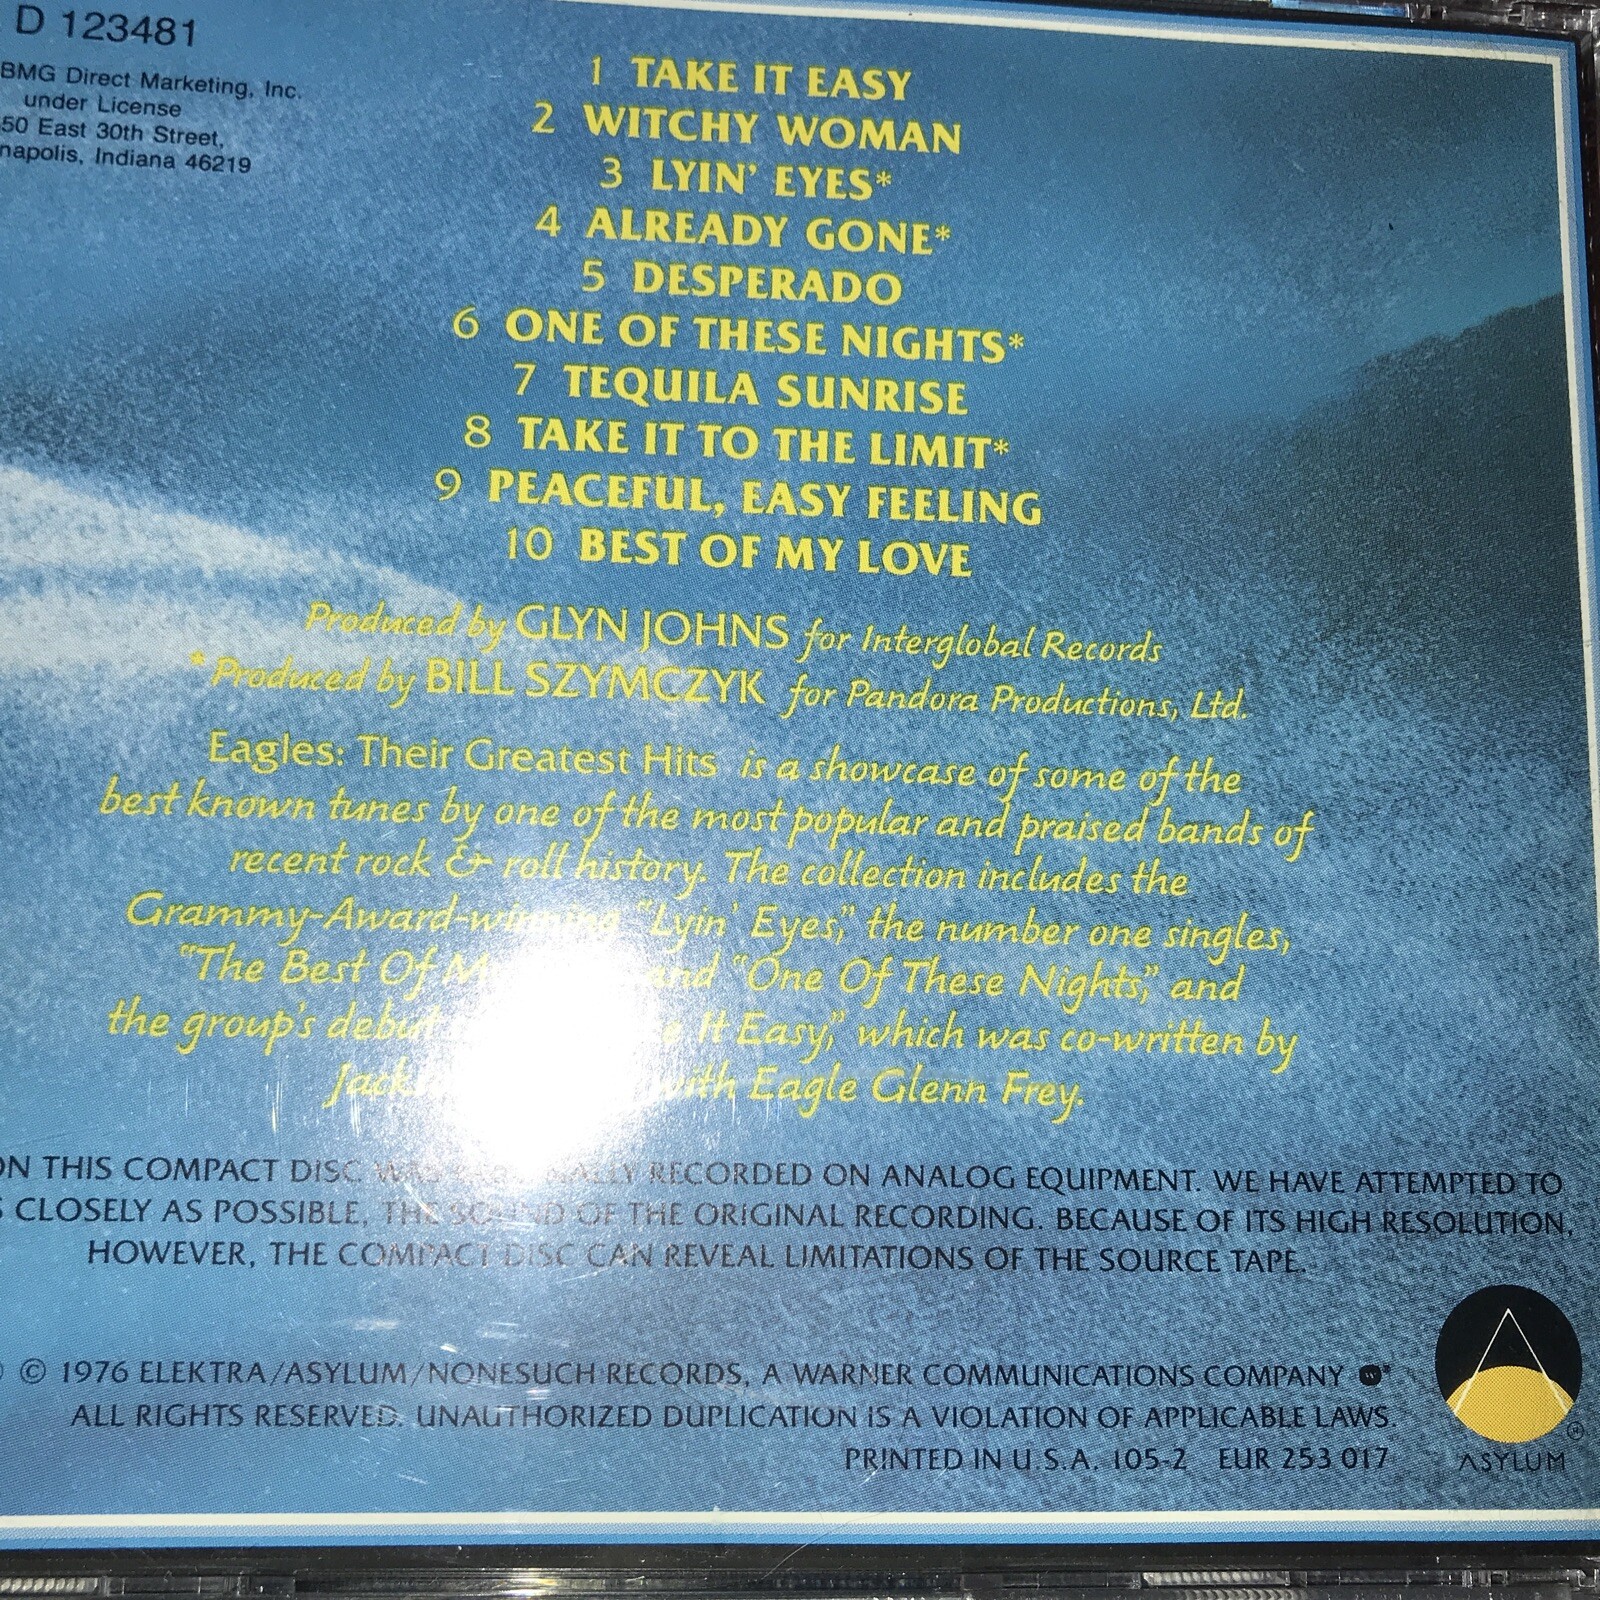 D 123481
BMG Direct Marketing, Inc.
under License
50 East 30th Street,
napolis, Indiana 46219
1 TAKE IT EASY
2 WITCHY WOMAN
3 LYIN' EYES*
4 ALREADY GONE*
5 DESPERADO
6 ONE OF THESE NIGHTS*
7 TEQUILA SUNRISE
8 TAKE IT TO THE LIMIT*
9 PEACEFUL, EASY FEELING
10 BEST OF MY LOVE
Produced by GLYN JOHNS for Interglobal Records
*Produced by BILL SZYMCZYK for Pandora Productions, Ltd.
Eagles: Their Greatest Hits is a showcase of some of the
best known tunes by one of the most popular and praised bands of
recent rock & roll history. The collection includes the
Grammy-Award-winning "Lyin' Eyes," the number one singles,
"The Best Of and "One Of These Nights," and
the group's debut It Easy," which was co-written by
with Eagle Glenn Frey.
ON THIS COMPACT DISC WAS ORIGINALLY RECORDED ON ANALOG EQUIPMENT. WE HAVE ATTEMPTED TO
CLOSELY AS POSSIBLE, THE SOUND OF THE ORIGINAL RECORDING. BECAUSE OF ITS HIGH RESOLUTION,
HOWEVER, THE COMPACT DISC CAN REVEAL LIMITATIONS OF THE SOURCE TAPE.
© 1976 ELEKTRA/ASYLUM/NONESUCH RECORDS, A WARNER COMMUNICATIONS COMPANY
ALL RIGHTS RESERVED. UNAUTHORIZED DUPLICATION IS A VIOLATION OF APPLICABLE LAWS.
PRINTED IN U.S.A. 105-2 EUR 253 017
ASYLUM